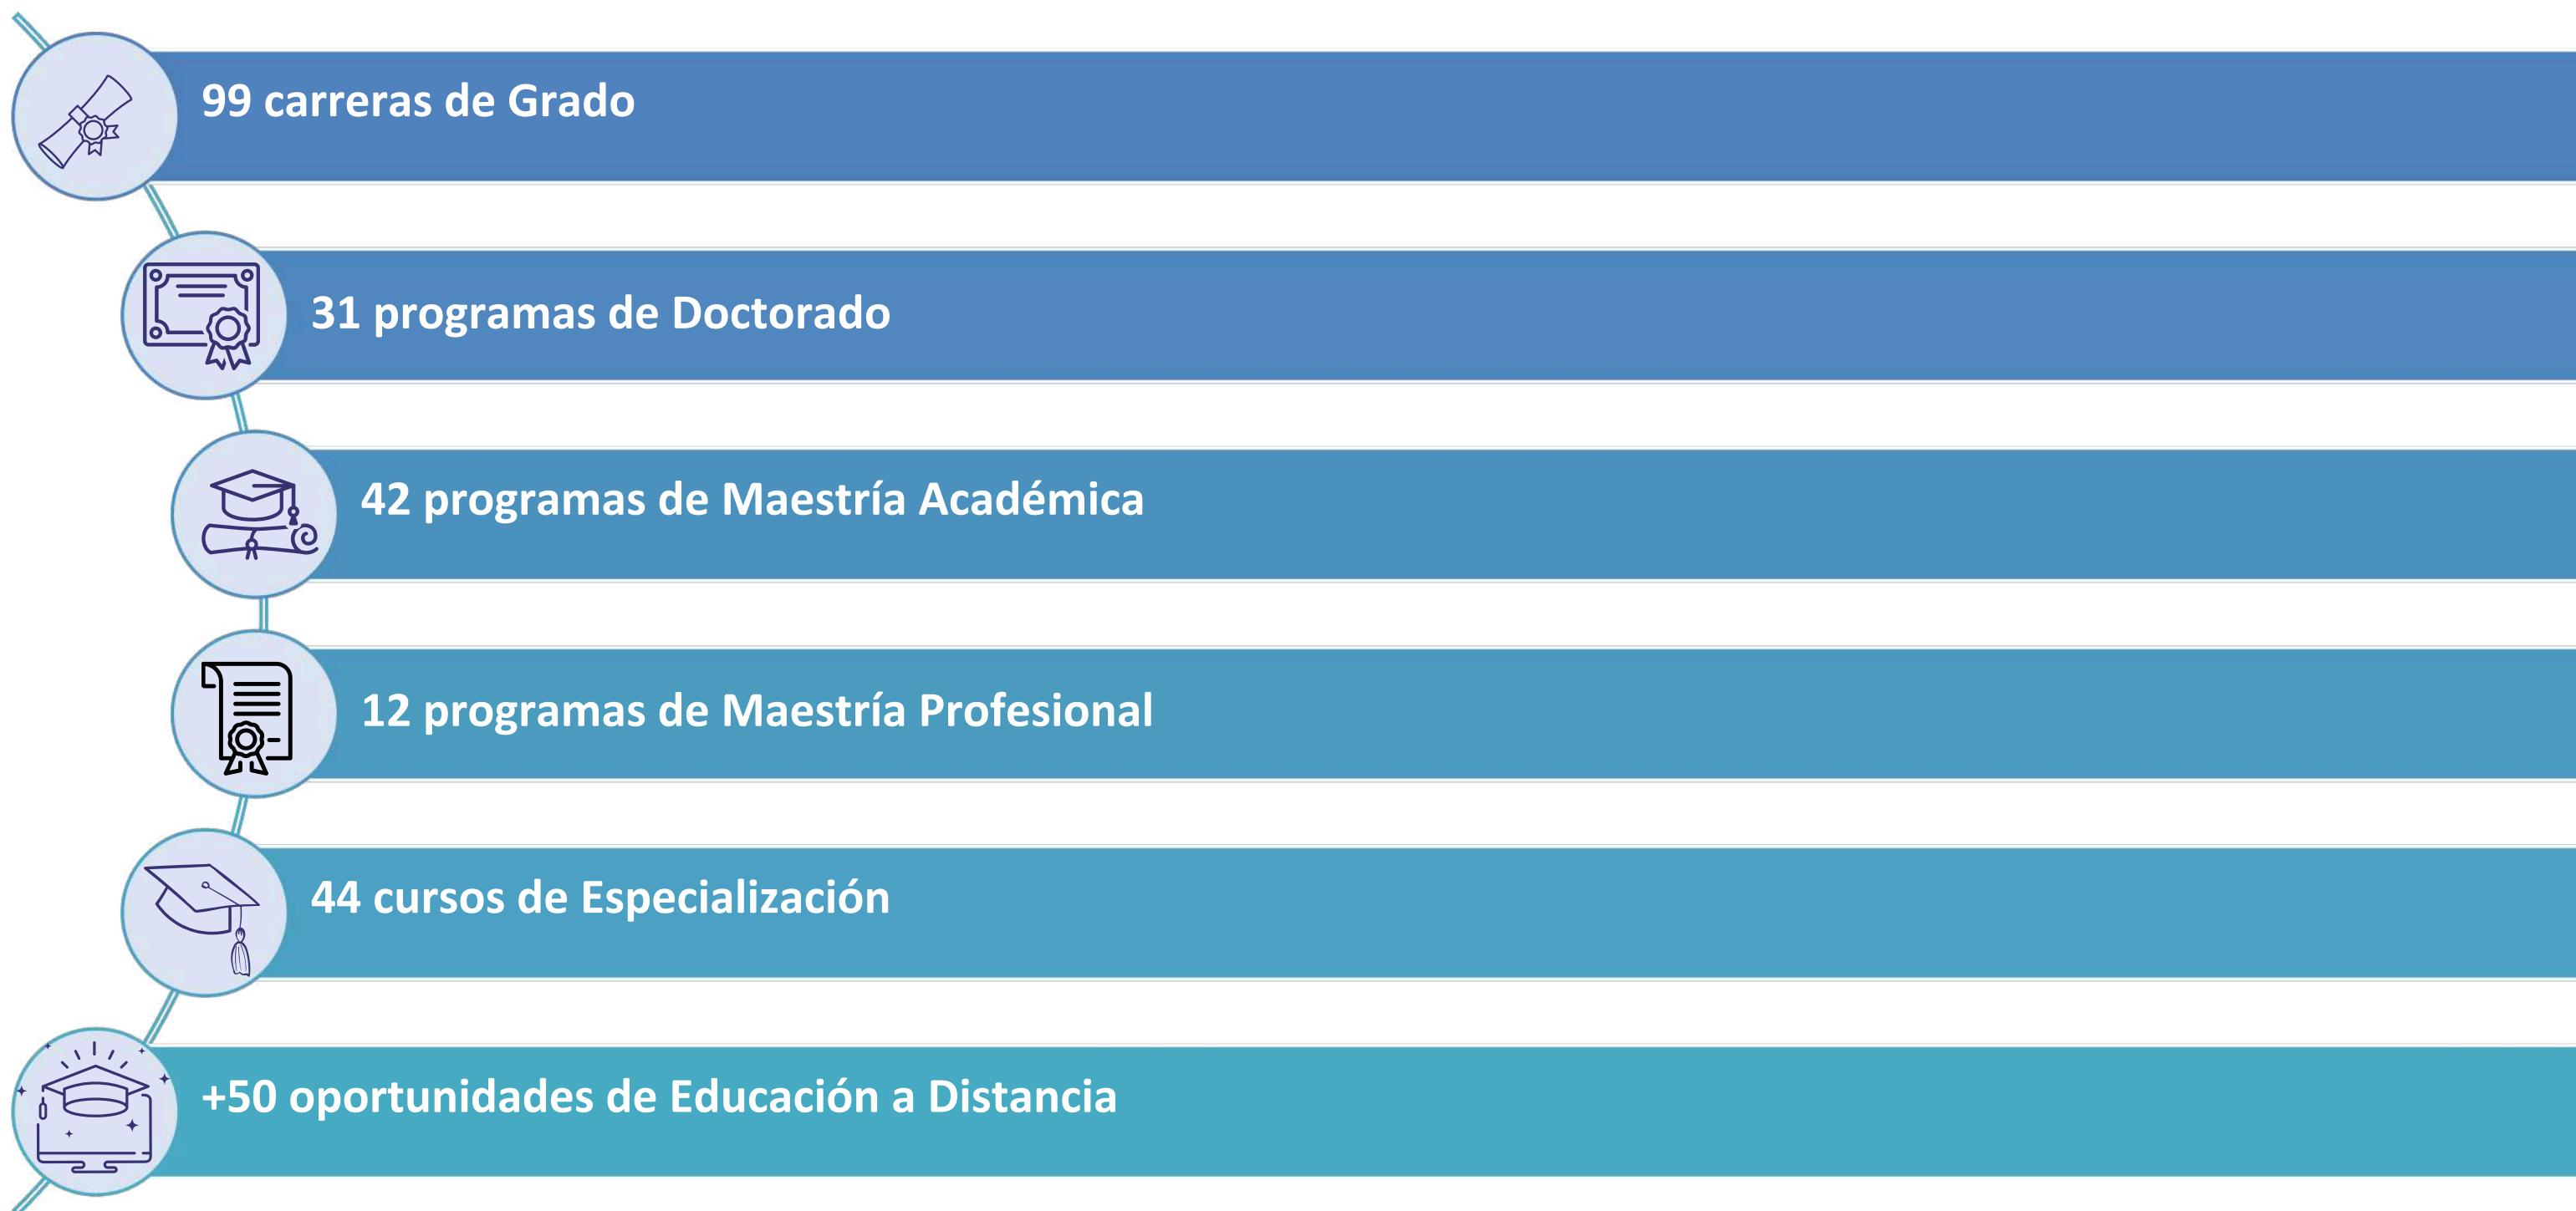 99 carreras de Grado
31 programas de Doctorado
42 programas de Maestría Académica
12 programas de Maestría Profesional
44 cursos de Especialización
+50 oportunidades de Educación a Distancia